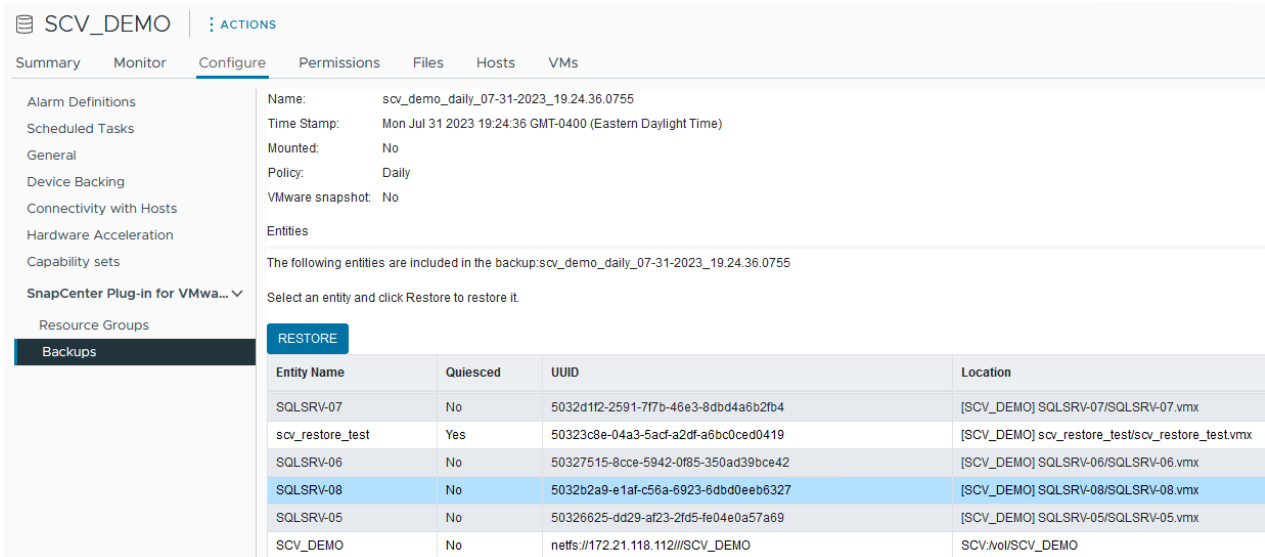 SCV_DEMO ACTIONS
Summary Monitor Configure Permissions Files Hosts VMs
Alarm Definitions
Scheduled Tasks
General
Device Backing
Connectivity with Hosts
Hardware Acceleration
Capability sets
SnapCenter Plug-in for VMwa...
Resource Groups
Backups
Name: scv_demo_daily_07-31-2023_19.24.36.0755
Time Stamp: Mon Jul 31 2023 19:24:36 GMT-0400 (Eastern Daylight Time)
Mounted: No
Policy: Daily
VMware snapshot: No
Entities
The following entities are included in the backup:scv_demo_daily_07-31-2023_19.24.36.0755
Select an entity and click Restore to restore it.
RESTORE
Entity Name Quiesced UUID Location
SQLSRV-07 No 5032d1f2-2591-7f7b-46e3-8dbd4a6b2fb4 [SCV_DEMO] SQLSRV-07/SQLSRV-07.vmx
scv_restore_test Yes 50323c8e-04a3-5acf-a2df-a6bc0ced0419 [SCV_DEMO] scv_restore_test/scv_restore_test.vmx
SQLSRV-06 No 50327515-8cce-5942-0f85-350ad39bce42 [SCV_DEMO] SQLSRV-06/SQLSRV-06.vmx
SQLSRV-08 No 5032b2a9-e1af-c56a-6923-6dbd0eeb6327 [SCV_DEMO] SQLSRV-08/SQLSRV-08.vmx
SQLSRV-05 No 50326625-dd29-af23-2fd5-fe04e0a57a69 [SCV_DEMO] SQLSRV-05/SQLSRV-05.vmx
SCV_DEMO No netfs://172.21.118.112///SCV_DEMO SCV:/vol/SCV_DEMO